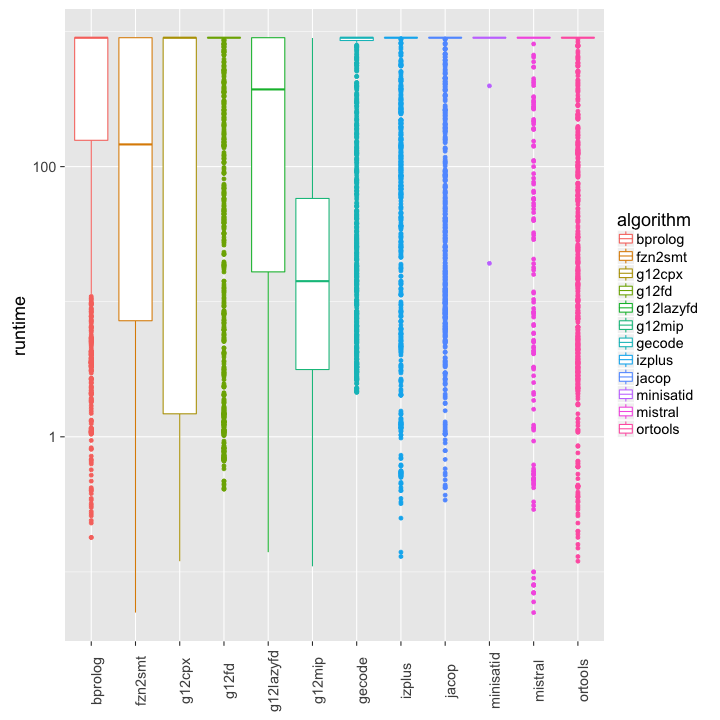 runtime
100
1
bprolog
fzn2smt
g12cpx
g12fd
g12lazyfd
g12mip
gecode
izplus
jacop
minisatid
mistral
ortools
algorithm
bprolog
fzn2smt
g12cpx
g12fd
g12lazyfd
g12mip
gecode
izplus
jacop
minisatid
mistral
ortools